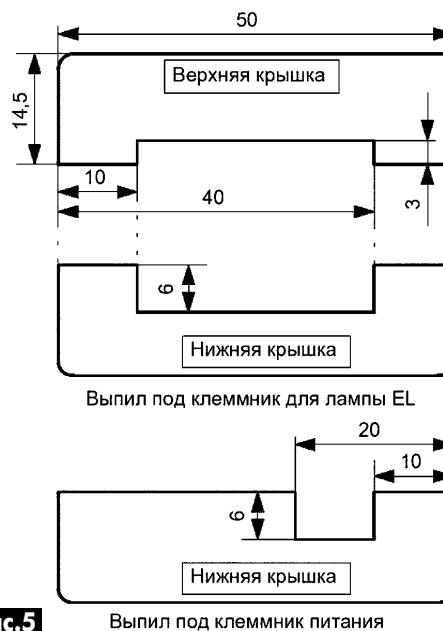 50
Верхняя крышка
14,5
10
3
40
6
Нижняя крышка
Выпил под клеммник для лампы EL
20
10
6
Нижняя крышка
ис.5 Выпил под клеммник питания